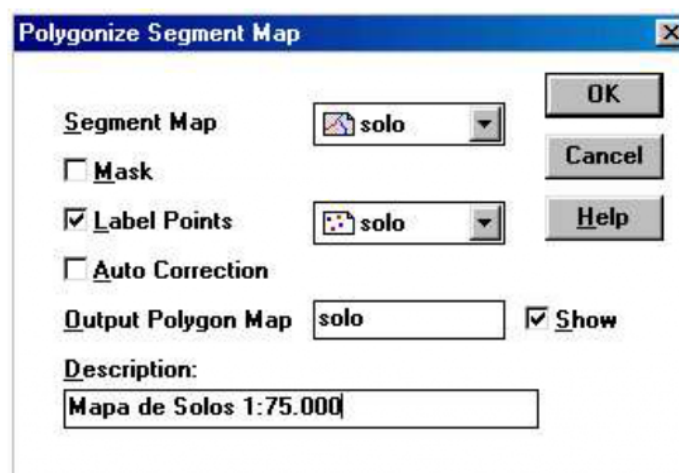 Polygonize Segment Map
Segment Map solo OK
Mask Cancel
Label Points solo Help
Auto Correction
Output Polygon Map solo Show
Description:
Mapa de Solos 1:75.000